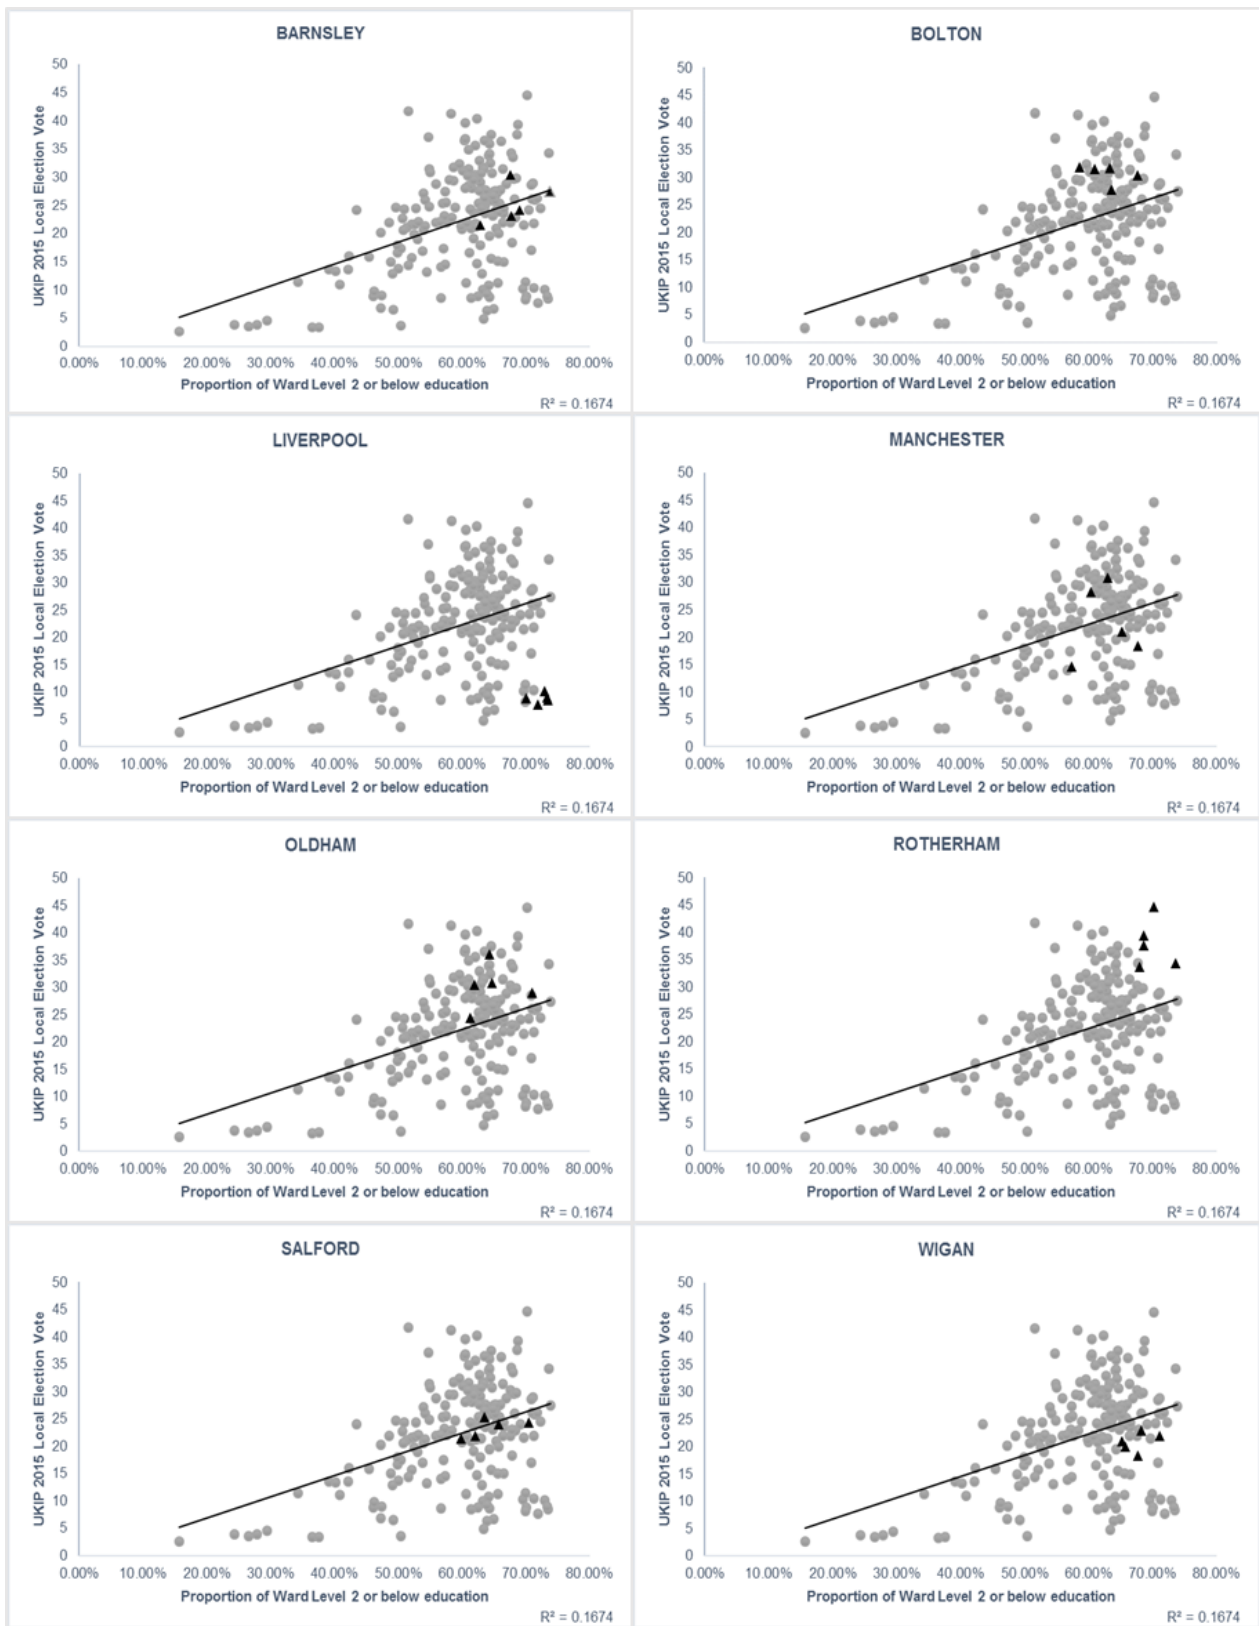 BARNSLEY
UKIP 2015 Local Election Vote
50
45
40
35
30
25
20
15
10
5
0
0.00% 10.00% 20.00% 30.00% 40.00% 50.00% 60.00% 70.00% 80.00%
Proportion of Ward Level 2 or below education
R² = 0.1674
BOLTON
UKIP 2015 Local Election Vote
50
45
40
35
30
25
20
15
10
5
0
0.00% 10.00% 20.00% 30.00% 40.00% 50.00% 60.00% 70.00% 80.00%
Proportion of Ward Level 2 or below education
R² = 0.1674
LIVERPOOL
UKIP 2015 Local Election Vote
50
45
40
35
30
25
20
15
10
5
0
0.00% 10.00% 20.00% 30.00% 40.00% 50.00% 60.00% 70.00% 80.00%
Proportion of Ward Level 2 or below education
R² = 0.1674
MANCHESTER
UKIP 2015 Local Election Vote
50
45
40
35
30
25
20
15
10
5
0
0.00% 10.00% 20.00% 30.00% 40.00% 50.00% 60.00% 70.00% 80.00%
Proportion of Ward Level 2 or below education
R² = 0.1674
OLDHAM
UKIP 2015 Local Election Vote
50
45
40
35
30
25
20
15
10
5
0
0.00% 10.00% 20.00% 30.00% 40.00% 50.00% 60.00% 70.00% 80.00%
Proportion of Ward Level 2 or below education
R² = 0.1674
ROTHERHAM
UKIP 2015 Local Election Vote
50
45
40
35
30
25
20
15
10
5
0
0.00% 10.00% 20.00% 30.00% 40.00% 50.00% 60.00% 70.00% 80.00%
Proportion of Ward Level 2 or below education
R² = 0.1674
SALFORD
UKIP 2015 Local Election Vote
50
45
40
35
30
25
20
15
10
5
0
0.00% 10.00% 20.00% 30.00% 40.00% 50.00% 60.00% 70.00% 80.00%
Proportion of Ward Level 2 or below education
R² = 0.1674
WIGAN
UKIP 2015 Local Election Vote
50
45
40
35
30
25
20
15
10
5
0
0.00% 10.00% 20.00% 30.00% 40.00% 50.00% 60.00% 70.00% 80.00%
Proportion of Ward Level 2 or below education
R² = 0.1674